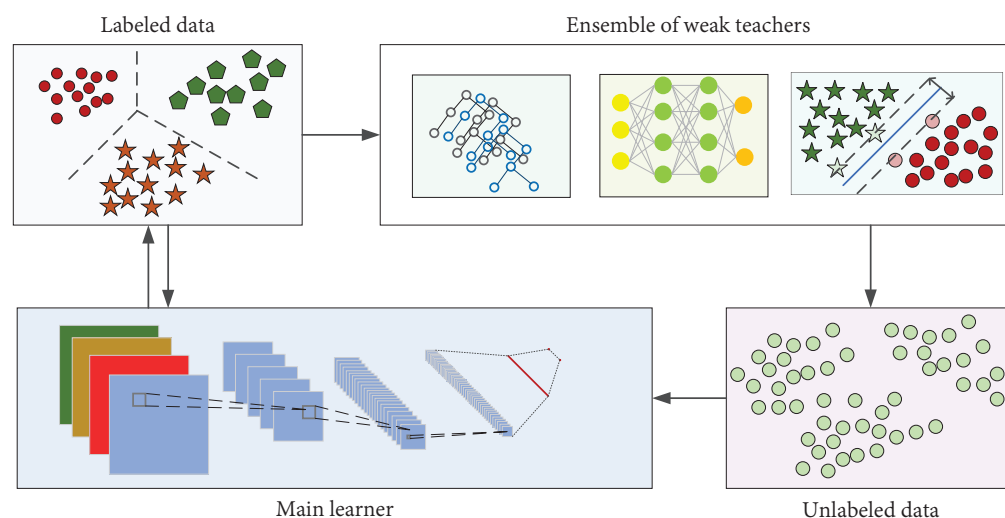 Labeled data
Ensemble of weak teachers
Main learner
Unlabeled data